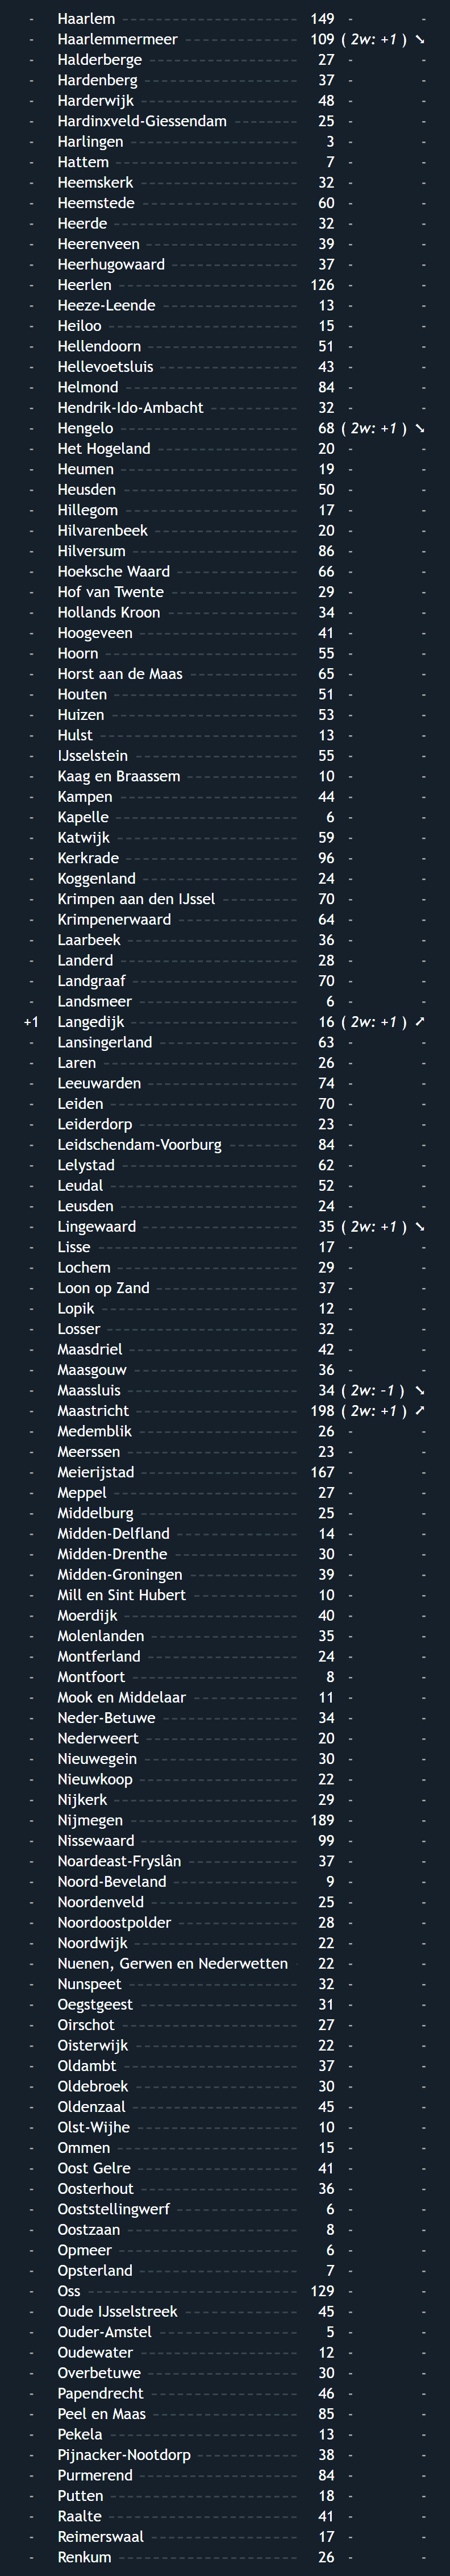 - Haarlem 149 - -
- Haarlemmermeer 109 ( 2w: +1 ) ➘
- Halderberge 27 - -
- Hardenberg 37 - -
- Harderwijk 48 - -
- Hardinxveld-Giessendam 25 - -
- Harlingen 3 - -
- Hattem 7 - -
- Heemskerk 32 - -
- Heemstede 60 - -
- Heerde 32 - -
- Heerenveen 39 - -
- Heerhugowaard 37 - -
- Heerlen 126 - -
- Heeze-Leende 13 - -
- Heiloo 15 - -
- Hellendoorn 51 - -
- Hellevoetsluis 43 - -
- Helmond 84 - -
- Hendrik-Ido-Ambacht 32 - -
- Hengelo 68 ( 2w: +1 ) ➘
- Het Hogeland 20 - -
- Heumen 19 - -
- Heusden 50 - -
- Hillegom 17 - -
- Hilvarenbeek 20 - -
- Hilversum 86 - -
- Hoeksche Waard 66 - -
- Hof van Twente 29 - -
- Hollands Kroon 34 - -
- Hoogeveen 41 - -
- Hoorn 55 - -
- Horst aan de Maas 65 - -
- Houten 51 - -
- Huizen 53 - -
- Hulst 13 - -
- IJsselstein 55 - -
- Kaag en Braassem 10 - -
- Kampen 44 - -
- Kapelle 6 - -
- Katwijk 59 - -
- Kerkrade 96 - -
- Koggenland 24 - -
- Krimpen aan den IJssel 70 - -
- Krimpenerwaard 64 - -
- Laarbeek 36 - -
- Landerd 28 - -
- Landgraaf 70 - -
- Landsmeer 6 - -
+1 Langedijk 16 ( 2w: +1 ) ➚
- Lansingerland 63 - -
- Laren 26 - -
- Leeuwarden 74 - -
- Leiden 70 - -
- Leiderdorp 23 - -
- Leidschendam-Voorburg 84 - -
- Lelystad 62 - -
- Leudal 52 - -
- Leusden 24 - -
- Lingewaard 35 ( 2w: +1 ) ➘
- Lisse 17 - -
- Lochem 29 - -
- Loon op Zand 37 - -
- Lopik 12 - -
- Losser 32 - -
- Maasdriel 42 - -
- Maasgouw 36 - -
- Maassluis 34 ( 2w: -1 ) ➘
- Maastricht 198 ( 2w: +1 ) ➚
- Medemblik 26 - -
- Meerssen 23 - -
- Meierijstad 167 - -
- Meppel 27 - -
- Middelburg 25 - -
- Midden-Delfland 14 - -
- Midden-Drenthe 30 - -
- Midden-Groningen 39 - -
- Mill en Sint Hubert 10 - -
- Moerdijk 40 - -
- Molenlanden 35 - -
- Montferland 24 - -
- Montfoort 8 - -
- Mook en Middelaar 11 - -
- Neder-Betuwe 34 - -
- Nederweert 20 - -
- Nieuwegein 30 - -
- Nieuwkoop 22 - -
- Nijkerk 29 - -
- Nijmegen 189 - -
- Nissewaard 99 - -
- Noardeast-Fryslân 37 - -
- Noord-Beveland 9 - -
- Noordenveld 25 - -
- Noordoostpolder 28 - -
- Noordwijk 22 - -
- Nuenen, Gerwen en Nederwetten 22 - -
- Nunspeet 32 - -
- Oegstgeest 31 - -
- Oirschot 27 - -
- Oisterwijk 22 - -
- Oldambt 37 - -
- Oldebroek 30 - -
- Oldenzaal 45 - -
- Olst-Wijhe 10 - -
- Ommen 15 - -
- Oost Gelre 41 - -
- Oosterhout 36 - -
- Ooststellingwerf 6 - -
- Oostzaan 8 - -
- Opmeer 6 - -
- Opsterland 7 - -
- Oss 129 - -
- Oude IJsselstreek 45 - -
- Ouder-Amstel 5 - -
- Oudewater 12 - -
- Overbetuwe 30 - -
- Papendrecht 46 - -
- Peel en Maas 85 - -
- Pekela 13 - -
- Pijnacker-Nootdorp 38 - -
- Purmerend 84 - -
- Putten 18 - -
- Raalte 41 - -
- Reimerswaal 17 - -
- Renkum 26 - -